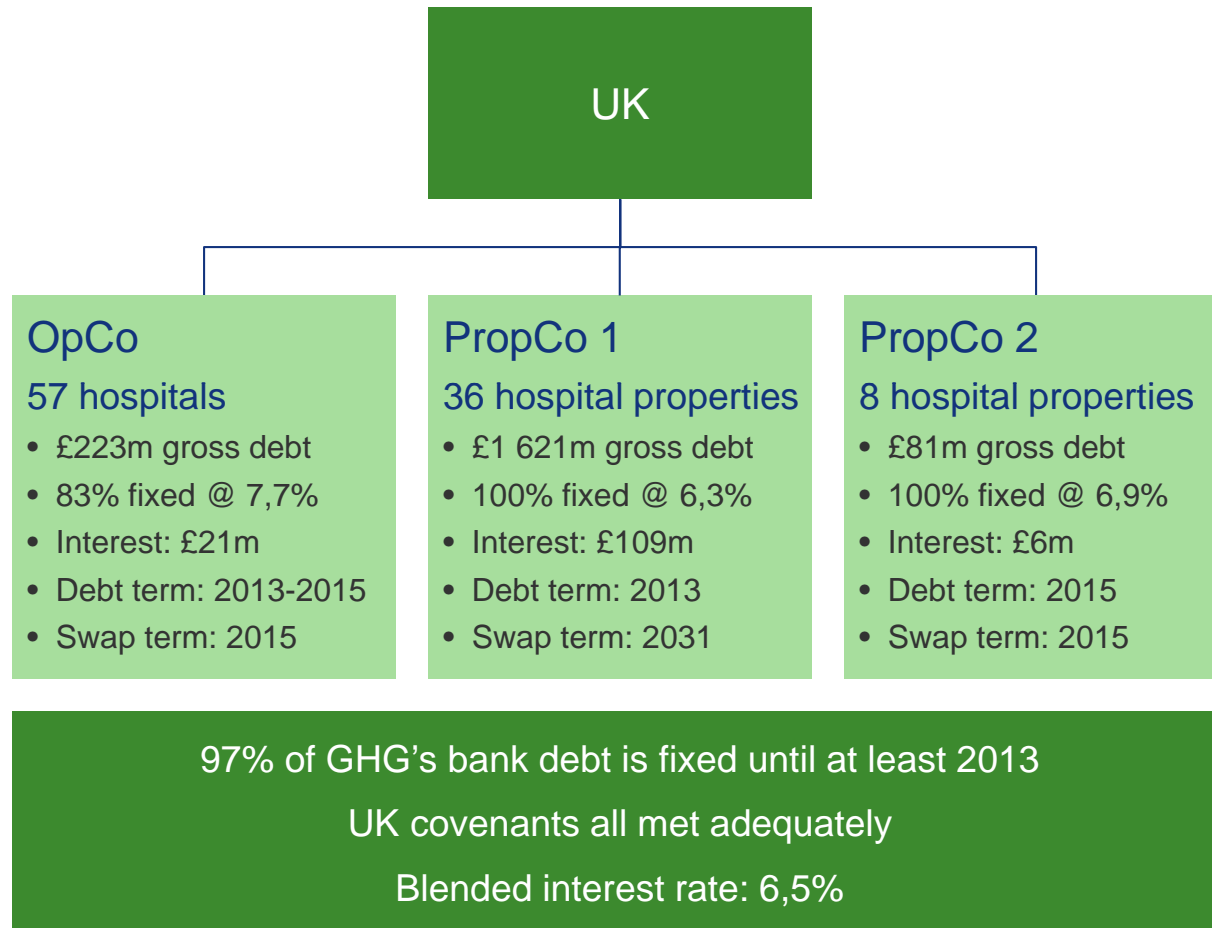 UK
OpCo
57 hospitals
• £223m gross debt
• 83% fixed @ 7,7%
• Interest: £21m
• Debt term: 2013-2015
• Swap term: 2015
PropCo 1
36 hospital properties
• £1 621m gross debt
• 100% fixed @ 6,3%
• Interest: £109m
• Debt term: 2013
• Swap term: 2031
PropCo 2
8 hospital properties
• £81m gross debt
• 100% fixed @ 6,9%
• Interest: £6m
• Debt term: 2015
• Swap term: 2015
97% of GHG’s bank debt is fixed until at least 2013
UK covenants all met adequately
Blended interest rate: 6,5%